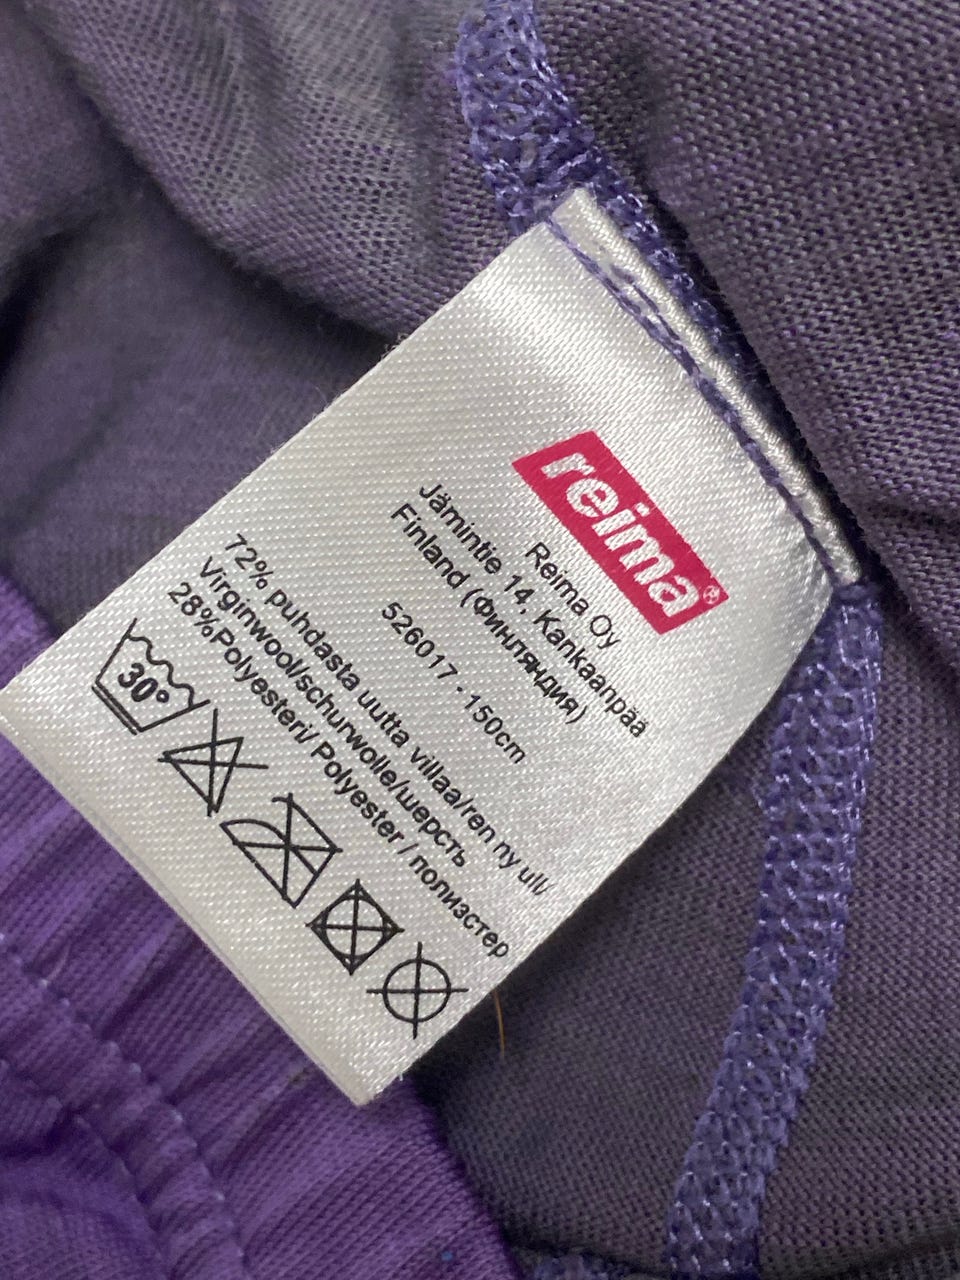 reima®
Reima Oy
Jämintie 14, Kankaanpää
Finland (Финляндия)
526017 - 150cm
72% puhdasta uutta villaa/ren ny ull/
Virginwool/schurwolle/шерсть
28%Polyesteri/ Polyester / полиэстер
30°